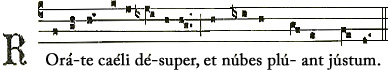 R Orá-te caéli dé-super, et núbes plú- ant jústum.